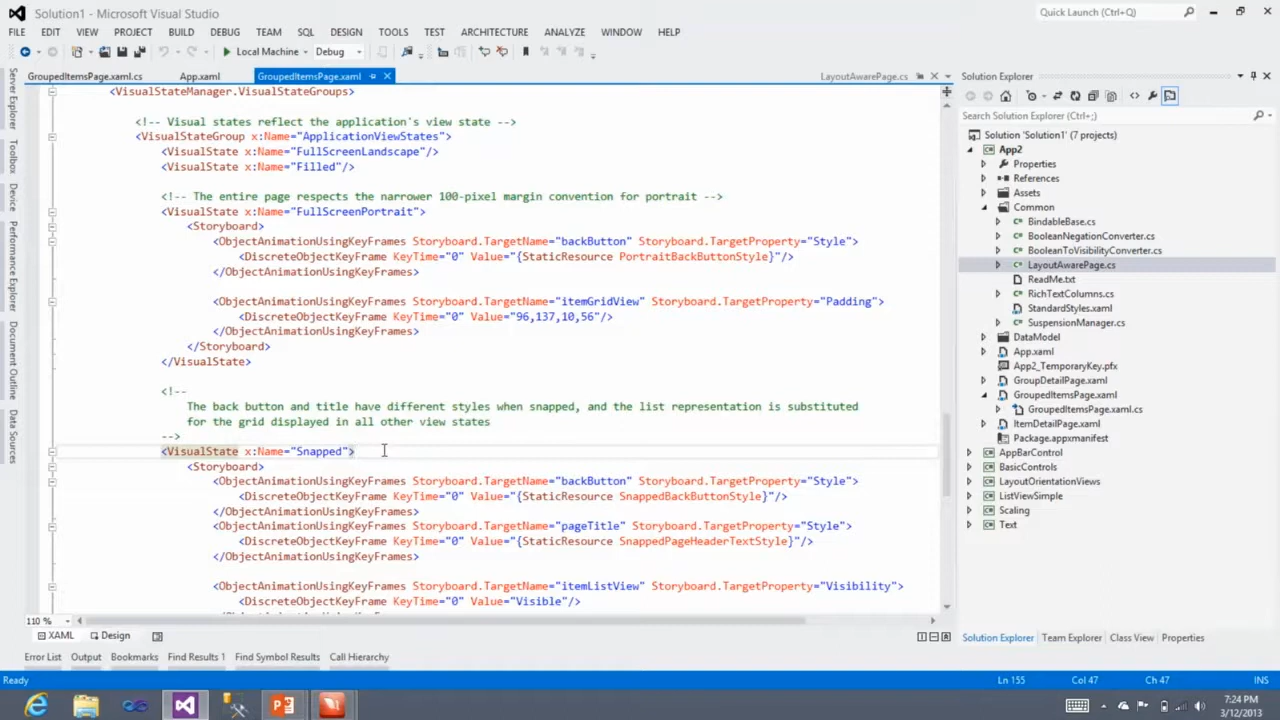 Solution1 - Microsoft Visual Studio
Quick Launch (Ctrl+Q)
FILE EDIT VIEW PROJECT BUILD DEBUG TEAM SQL DESIGN TOOLS TEST ARCHITECTURE ANALYZE WINDOW HELP
Local Machine Debug
GroupedItemsPage.xaml.cs App.xaml GroupedItemsPage.xaml LayoutAwarePage.cs
Server Explorer
Toolbox
Device
Performance Explorer
Document Outline
Data Sources
<VisualStateManager.VisualStateGroups>
<!-- Visual states reflect the application's view state -->
<VisualStateGroup x:Name="ApplicationViewStates">
<VisualState x:Name="FullScreenLandscape"/>
<VisualState x:Name="Filled"/>
<!-- The entire page respects the narrower 100-pixel margin convention for portrait -->
<VisualState x:Name="FullScreenPortrait">
<Storyboard>
<ObjectAnimationUsingKeyFrames Storyboard.TargetName="backButton" Storyboard.TargetProperty="Style">
<DiscreteObjectKeyFrame KeyTime="0" Value="{StaticResource PortraitBackButtonStyle}"/>
</ObjectAnimationUsingKeyFrames>
<ObjectAnimationUsingKeyFrames Storyboard.TargetName="itemGridView" Storyboard.TargetProperty="Padding">
<DiscreteObjectKeyFrame KeyTime="0" Value="96,137,10,56"/>
</ObjectAnimationUsingKeyFrames>
</Storyboard>
</VisualState>
<!--
The back button and title have different styles when snapped, and the list representation is substituted
for the grid displayed in all other view states
-->
<VisualState x:Name="Snapped">
<Storyboard>
<ObjectAnimationUsingKeyFrames Storyboard.TargetName="backButton" Storyboard.TargetProperty="Style">
<DiscreteObjectKeyFrame KeyTime="0" Value="{StaticResource SnappedBackButtonStyle}"/>
</ObjectAnimationUsingKeyFrames>
<ObjectAnimationUsingKeyFrames Storyboard.TargetName="pageTitle" Storyboard.TargetProperty="Style">
<DiscreteObjectKeyFrame KeyTime="0" Value="{StaticResource SnappedPageHeaderTextStyle}"/>
</ObjectAnimationUsingKeyFrames>
<ObjectAnimationUsingKeyFrames Storyboard.TargetName="itemListView" Storyboard.TargetProperty="Visibility">
<DiscreteObjectKeyFrame KeyTime="0" Value="Visible"/>
110 %
XAML Design
Solution Explorer
Search Solution Explorer (Ctrl+;)
Solution 'Solution1' (7 projects)
App2
Properties
References
Assets
Common
BindableBase.cs
BooleanNegationConverter.cs
BooleanToVisibilityConverter.cs
LayoutAwarePage.cs
ReadMe.txt
RichTextColumns.cs
StandardStyles.xaml
SuspensionManager.cs
DataModel
App.xaml
App2_TemporaryKey.pfx
GroupDetailPage.xaml
GroupedItemsPage.xaml
GroupedItemsPage.xaml.cs
ItemDetailPage.xaml
Package.appxmanifest
AppBarControl
BasicControls
LayoutOrientationViews
ListViewSimple
Scaling
Text
Solution Explorer Team Explorer Class View Properties
Error List Output Bookmarks Find Results 1 Find Symbol Results Call Hierarchy
Ready Ln 155 Col 47 Ch 47 INS
7:24 PM
3/12/2013